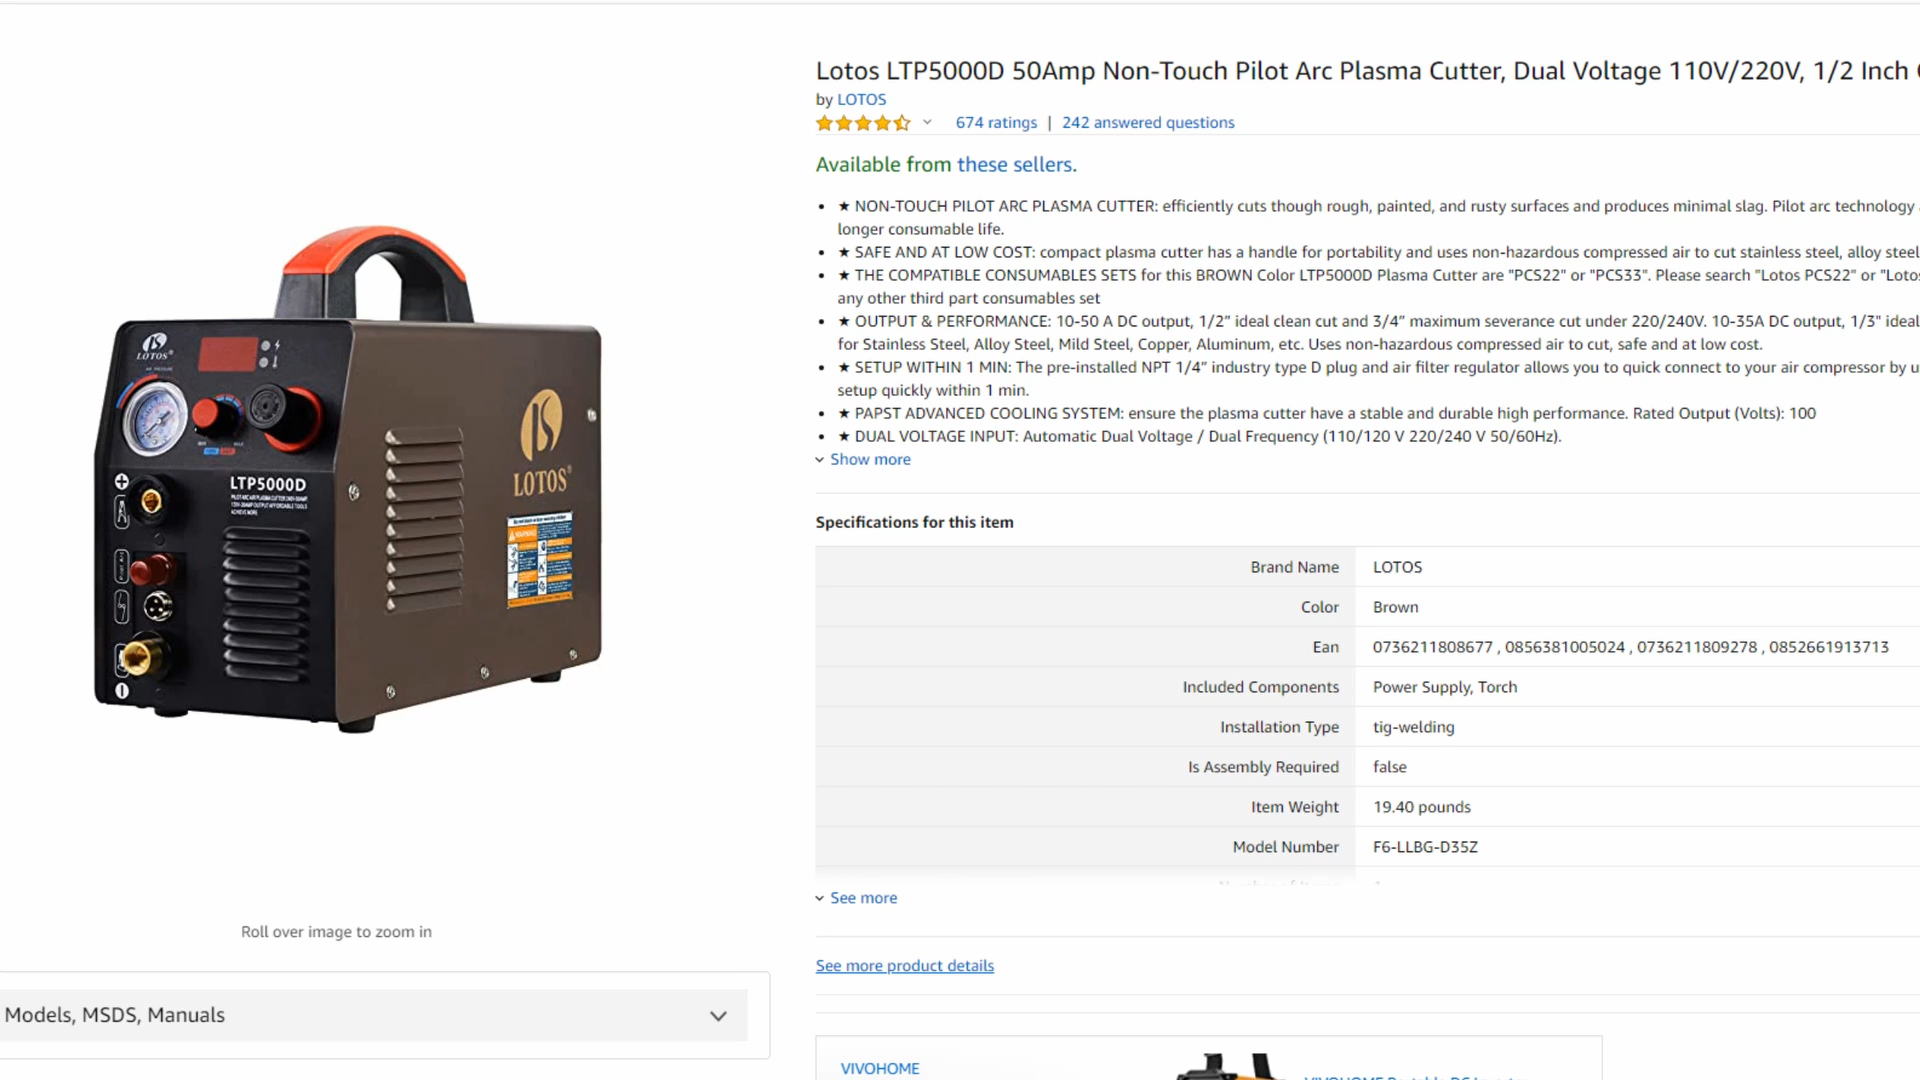 Lotos LTP5000D 50Amp Non-Touch Pilot Arc Plasma Cutter, Dual Voltage 110V/220V, 1/2 Inch
by LOTOS
674 ratings | 242 answered questions
Available from these sellers.
• ★ NON-TOUCH PILOT ARC PLASMA CUTTER: efficiently cuts though rough, painted, and rusty surfaces and produces minimal slag. Pilot arc technology
longer consumable life.
• ★ SAFE AND AT LOW COST: compact plasma cutter has a handle for portability and uses non-hazardous compressed air to cut stainless steel, alloy steel
• ★ THE COMPATIBLE CONSUMABLES SETS for this BROWN Color LTP5000D Plasma Cutter are "PCS22" or "PCS33". Please search "Lotos PCS22" or "Lotos
any other third part consumables set
• ★ OUTPUT & PERFORMANCE: 10-50 A DC output, 1/2” ideal clean cut and 3/4” maximum severance cut under 220/240V. 10-35A DC output, 1/3" ideal
for Stainless Steel, Alloy Steel, Mild Steel, Copper, Aluminum, etc. Uses non-hazardous compressed air to cut, safe and at low cost.
• ★ SETUP WITHIN 1 MIN: The pre-installed NPT 1/4” industry type D plug and air filter regulator allows you to quick connect to your air compressor by u
setup quickly within 1 min.
• ★ PAPST ADVANCED COOLING SYSTEM: ensure the plasma cutter have a stable and durable high performance. Rated Output (Volts): 100
• ★ DUAL VOLTAGE INPUT: Automatic Dual Voltage / Dual Frequency (110/120 V 220/240 V 50/60Hz).
Show more
Specifications for this item
Brand Name LOTOS
Color Brown
Ean 0736211808677 , 0856381005024 , 0736211809278 , 0852661913713
Included Components Power Supply, Torch
Installation Type tig-welding
Is Assembly Required false
Item Weight 19.40 pounds
Model Number F6-LLBG-D35Z
See more
See more product details
VIVOHOME
LOTOS®
AIR PRESSURE
LTP5000D
LOTOS®
WARNING
Roll over image to zoom in
Models, MSDS, Manuals